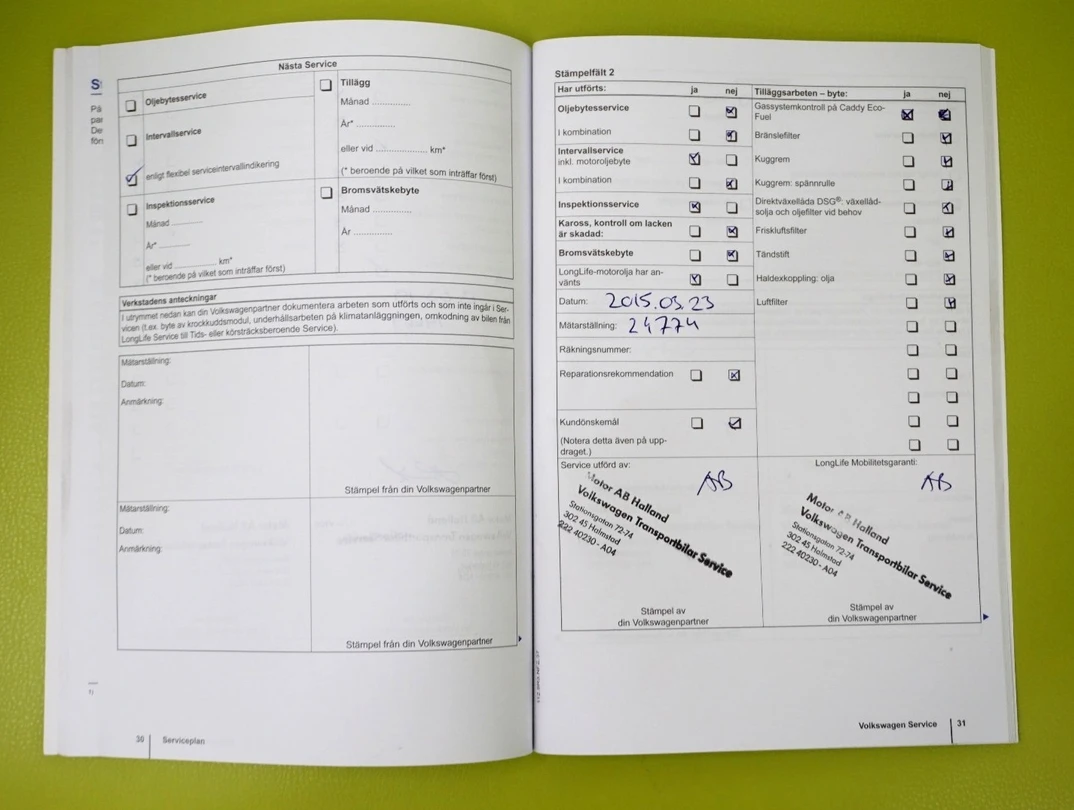 Nästa Service
Oljebytesservice
Intervallservice
enligt flexibel serviceintervallindikering
Inspektionsservice
Månad ............
År* ............
eller vid ............ km*
(* beroende på vilket som inträffar först)
Tillägg
Månad ............
År* ............
eller vid ............ km*
(* beroende på vilket som inträffar först)
Bromsvätskebyte
Månad ............
År ............
Verkstadens anteckningar
I utrymmet nedan kan din Volkswagenpartner dokumentera arbeten som utförts och som inte ingår i Ser-
vicen (t.ex. byte av krockkuddsmodul, underhållsarbeten på klimatanläggningen, omkodning av bilen från
LongLife Service till Tids- eller körsträcksberoende Service).
Mätarställning:
Datum:
Anmärkning:
Stämpel från din Volkswagenpartner
Mätarställning:
Datum:
Anmärkning:
Stämpel från din Volkswagenpartner
30 Serviceplan
Stämpelfält 2
Har utförts: ja nej
Oljebytesservice
I kombination
Intervallservice
inkl. motoroljebyte
I kombination
Inspektionsservice
Kaross, kontroll om lacken
är skadad:
Bromsvätskebyte
LongLife-motorolja har an-
vänts
Datum: 2015.03.23
Mätarställning: 24774
Räkningsnummer:
Reparationsrekommendation
Kundönskemål
(Notera detta även på upp-
draget.)
Tilläggsarbeten – byte: ja nej
Gassystemkontroll på Caddy Eco-
Fuel
Bränslefilter
Kuggrem
Kuggrem: spännrulle
Direktväxellåda DSG®: växellåd-
solja och oljefilter vid behov
Friskluftsfilter
Tändstift
Haldexkoppling: olja
Luftfilter
Service utförd av:
AB
Motor AB Halland
Volkswagen Transportbilar Service
Stationsgatan 72-74
302 45 Halmstad
222 40230 - A04
Stämpel av
din Volkswagenpartner
LongLife Mobilitetsgaranti:
AB
Motor AB Halland
Volkswagen Transportbilar Service
Stationsgatan 72-74
302 45 Halmstad
222 40230 - A04
Stämpel av
din Volkswagenpartner
Volkswagen Service 31